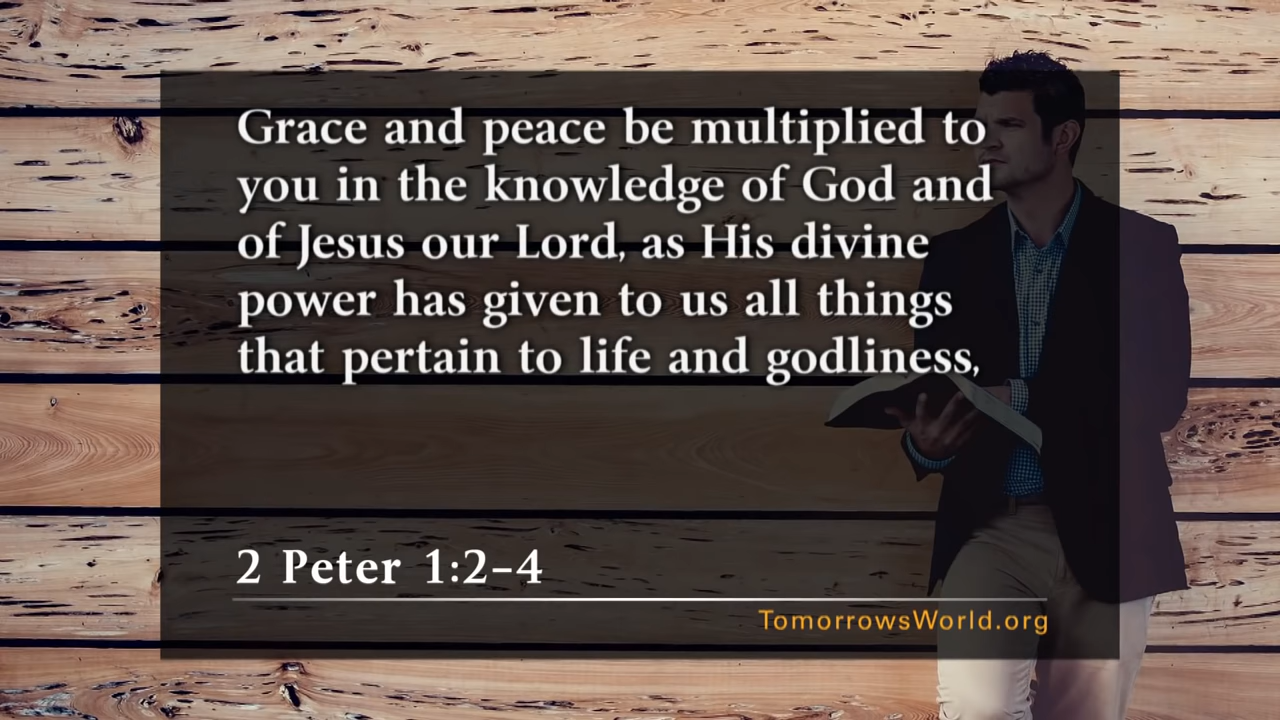 Grace and peace be multiplied to
you in the knowledge of God and
of Jesus our Lord, as His divine
power has given to us all things
that pertain to life and godliness,
2 Peter 1:2–4
TomorrowsWorld.org